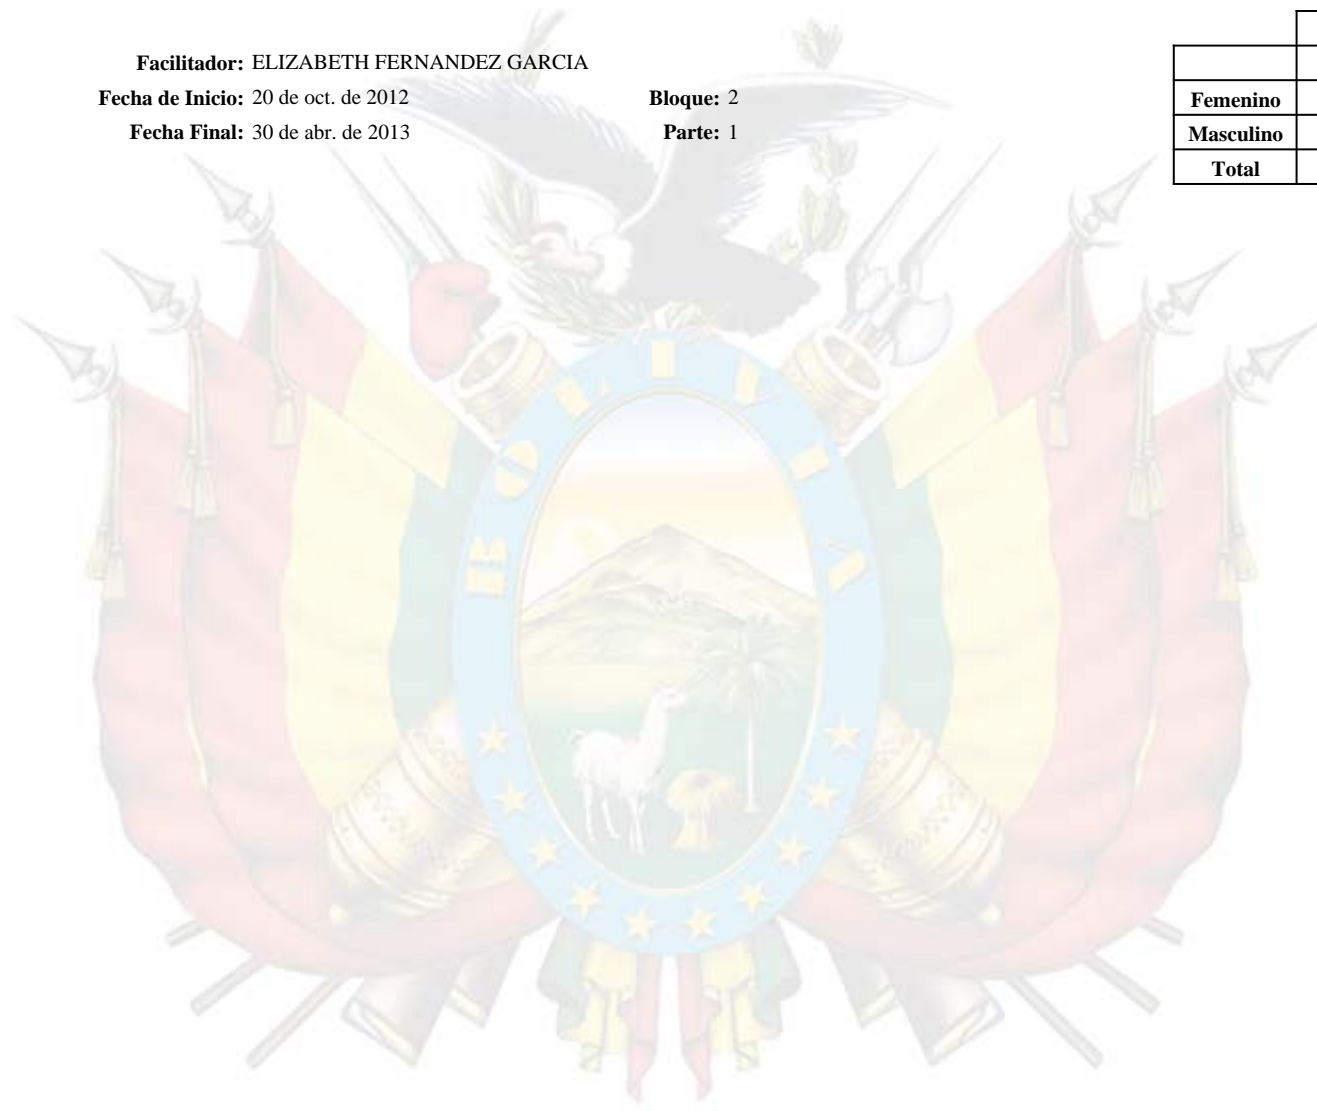 Facilitador: ELIZABETH FERNANDEZ GARCIA
Fecha de Inicio: 20 de oct. de 2012 Bloque: 2
Fecha Final: 30 de abr. de 2013 Parte: 1
Femenino
Masculino
Total
BOLIVIA